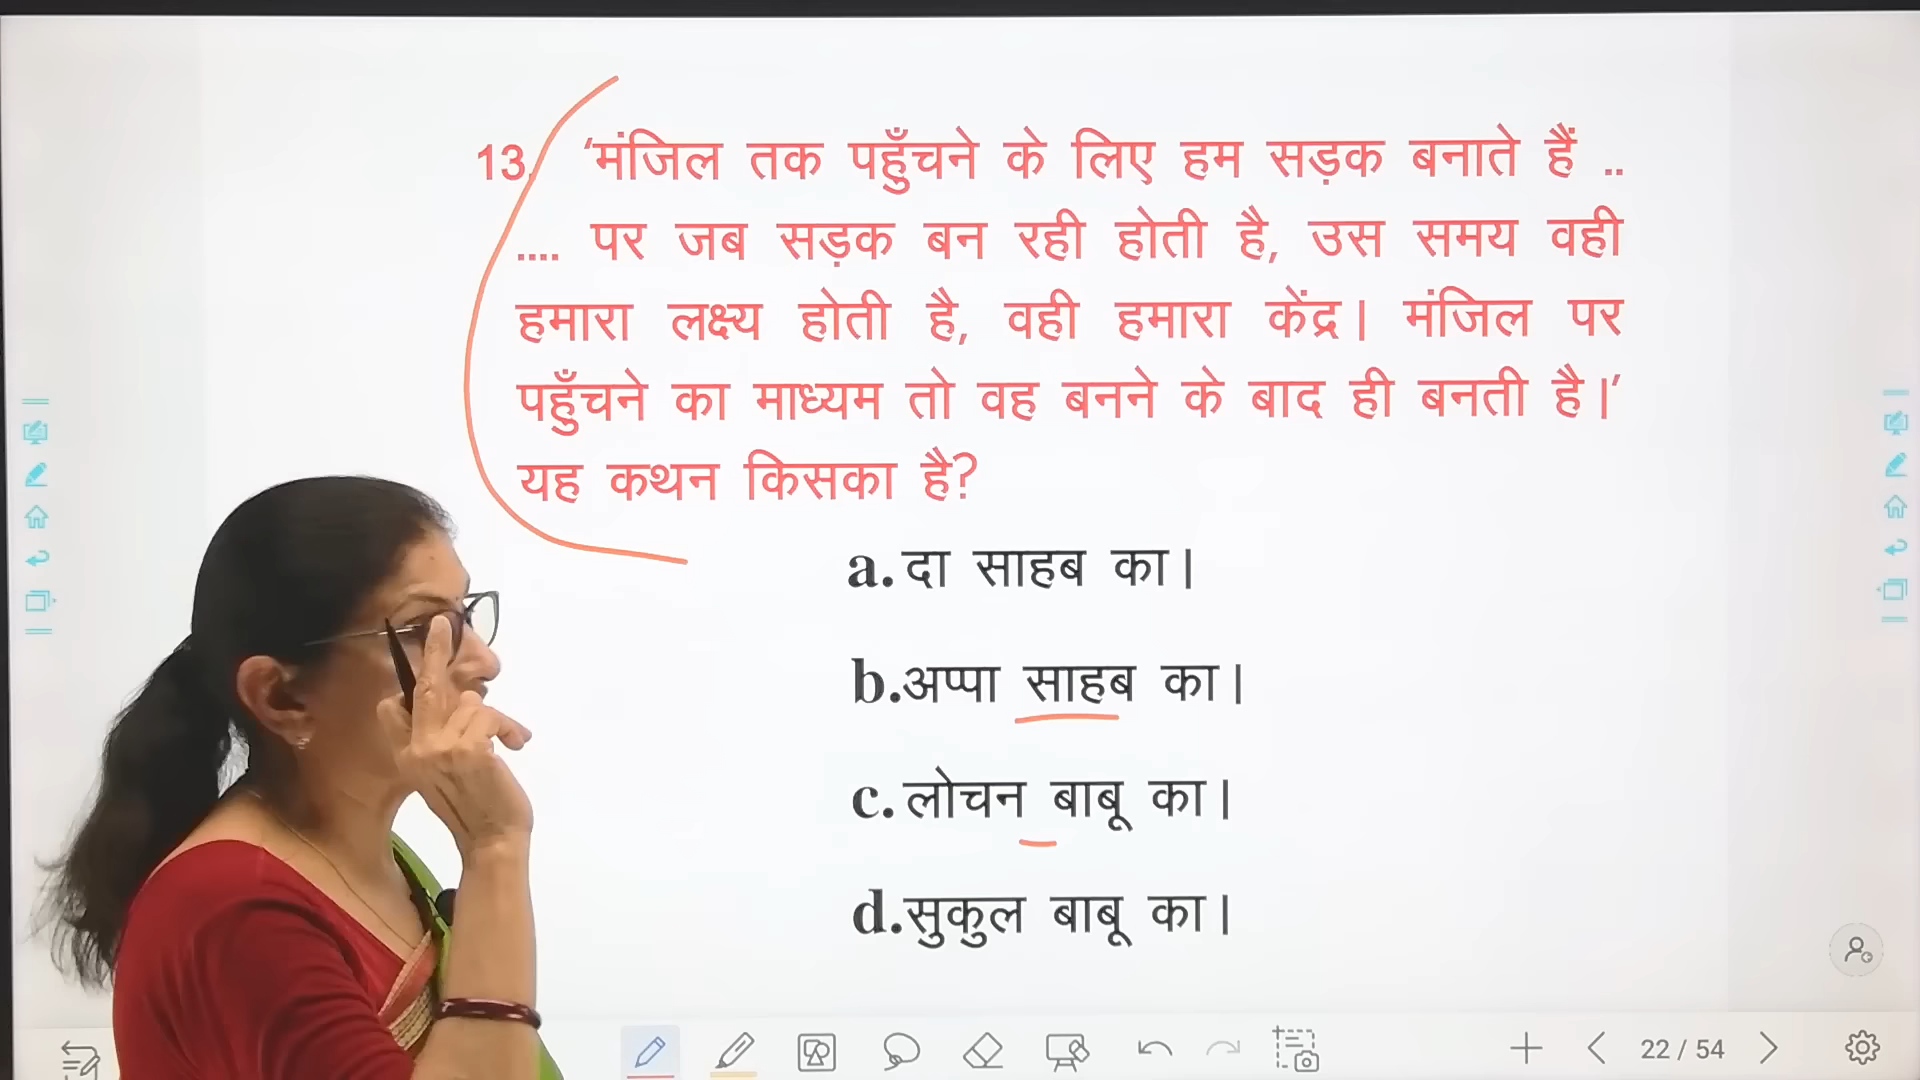 13. ‘मंजिल तक पहुँचने के लिए हम सड़क बनाते हैं ..
.... पर जब सड़क बन रही होती है, उस समय वही
हमारा लक्ष्य होती है, वही हमारा केंद्र। मंजिल पर
पहुँचने का माध्यम तो वह बनने के बाद ही बनती है।’
यह कथन किसका है?
a. दा साहब का।
b. अप्पा साहब का।
c. लोचन बाबू का।
d. सुकुल बाबू का।
22 / 54